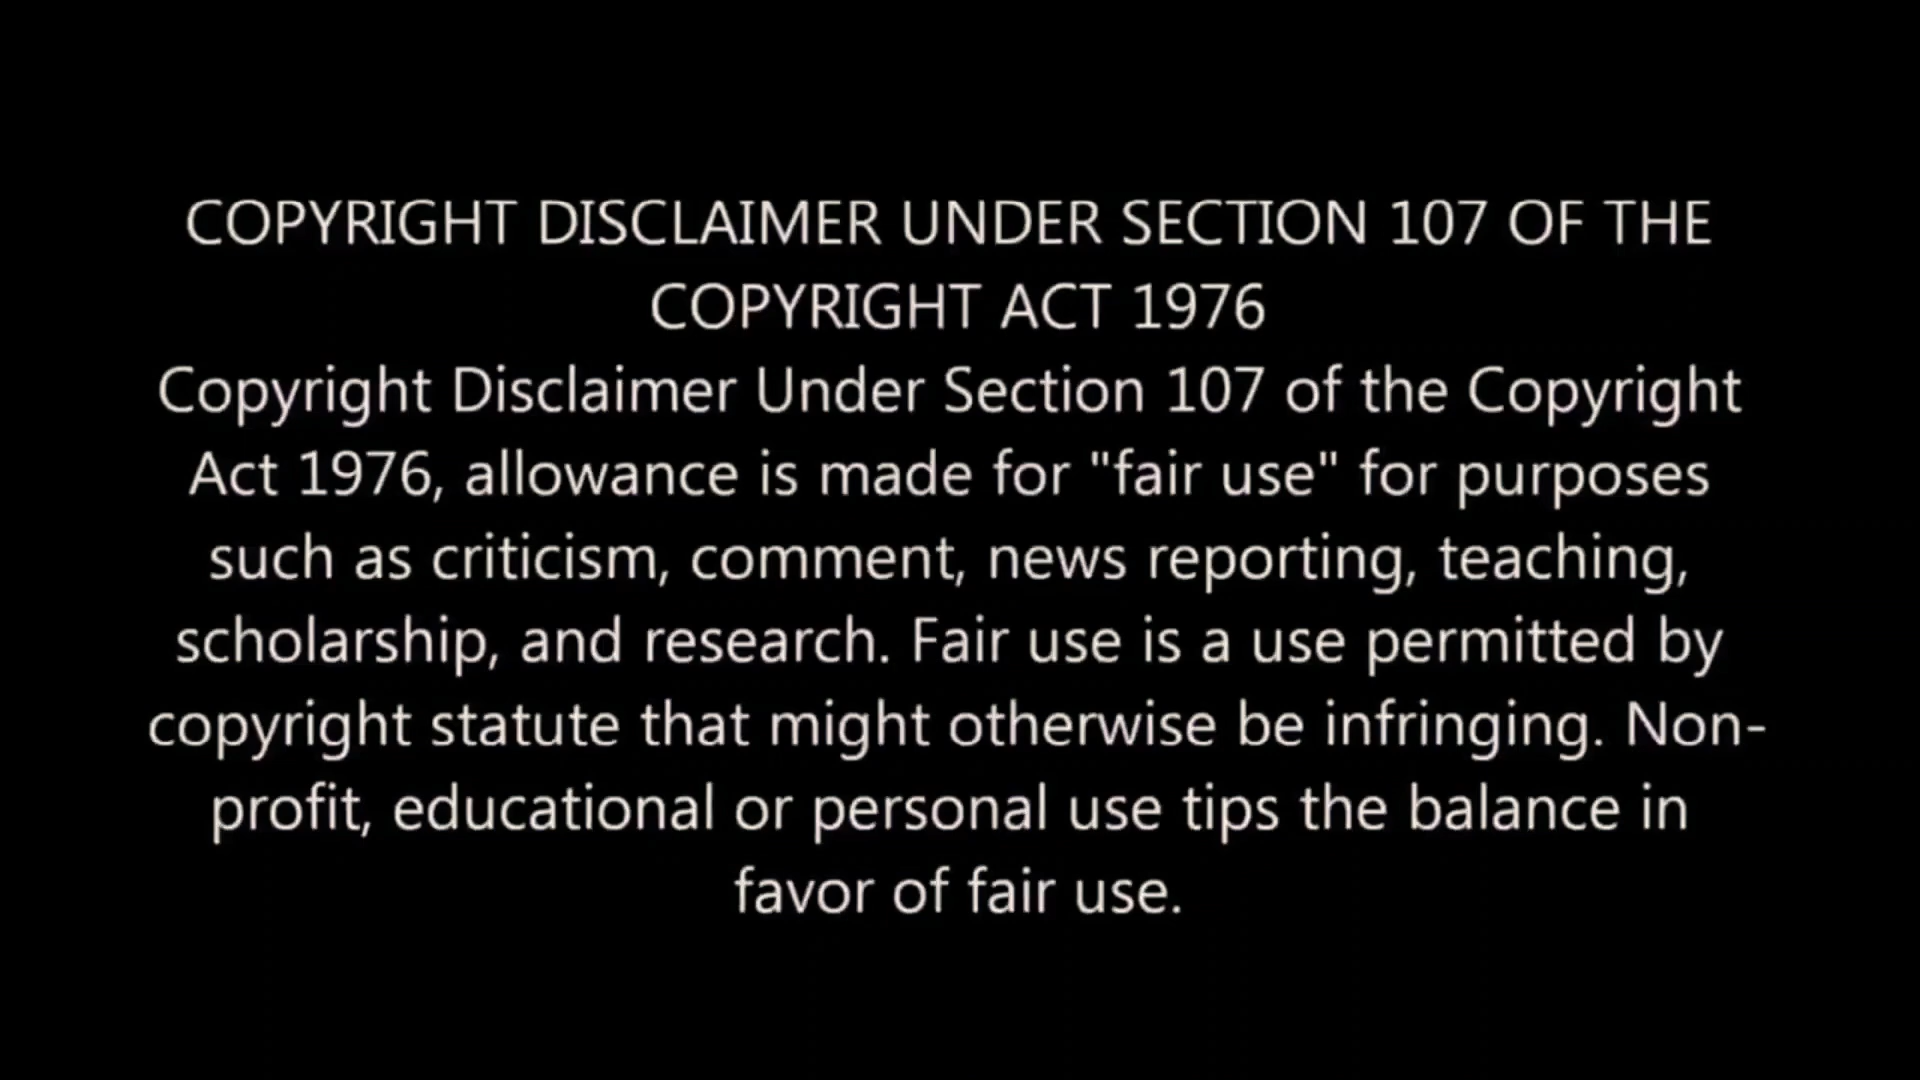 COPYRIGHT DISCLAIMER UNDER SECTION 107 OF THE
COPYRIGHT ACT 1976
Copyright Disclaimer Under Section 107 of the Copyright
Act 1976, allowance is made for "fair use" for purposes
such as criticism, comment, news reporting, teaching,
scholarship, and research. Fair use is a use permitted by
copyright statute that might otherwise be infringing. Non-
profit, educational or personal use tips the balance in
favor of fair use.